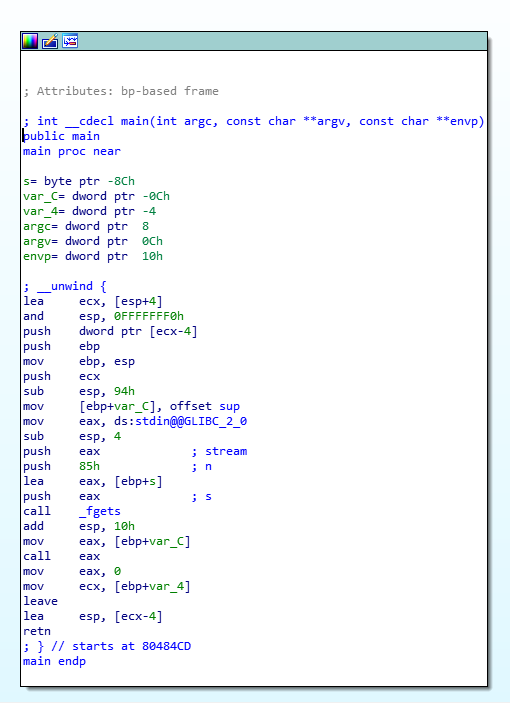 ; Attributes: bp-based frame
; int __cdecl main(int argc, const char **argv, const char **envp)
public main
main proc near
s= byte ptr -8Ch
var_C= dword ptr -0Ch
var_4= dword ptr -4
argc= dword ptr  8
argv= dword ptr  0Ch
envp= dword ptr  10h
; __unwind {
lea     ecx, [esp+4]
and     esp, 0FFFFFFF0h
push    dword ptr [ecx-4]
push    ebp
mov     ebp, esp
push    ecx
sub     esp, 94h
mov     [ebp+var_C], offset sup
mov     eax, ds:stdin@@GLIBC_2_0
sub     esp, 4
push    eax             ; stream
push    85h             ; n
lea     eax, [ebp+s]
push    eax             ; s
call    _fgets
add     esp, 10h
mov     eax, [ebp+var_C]
call    eax
mov     eax, 0
mov     ecx, [ebp+var_4]
leave
lea     esp, [ecx-4]
retn
; } // starts at 80484CD
main endp